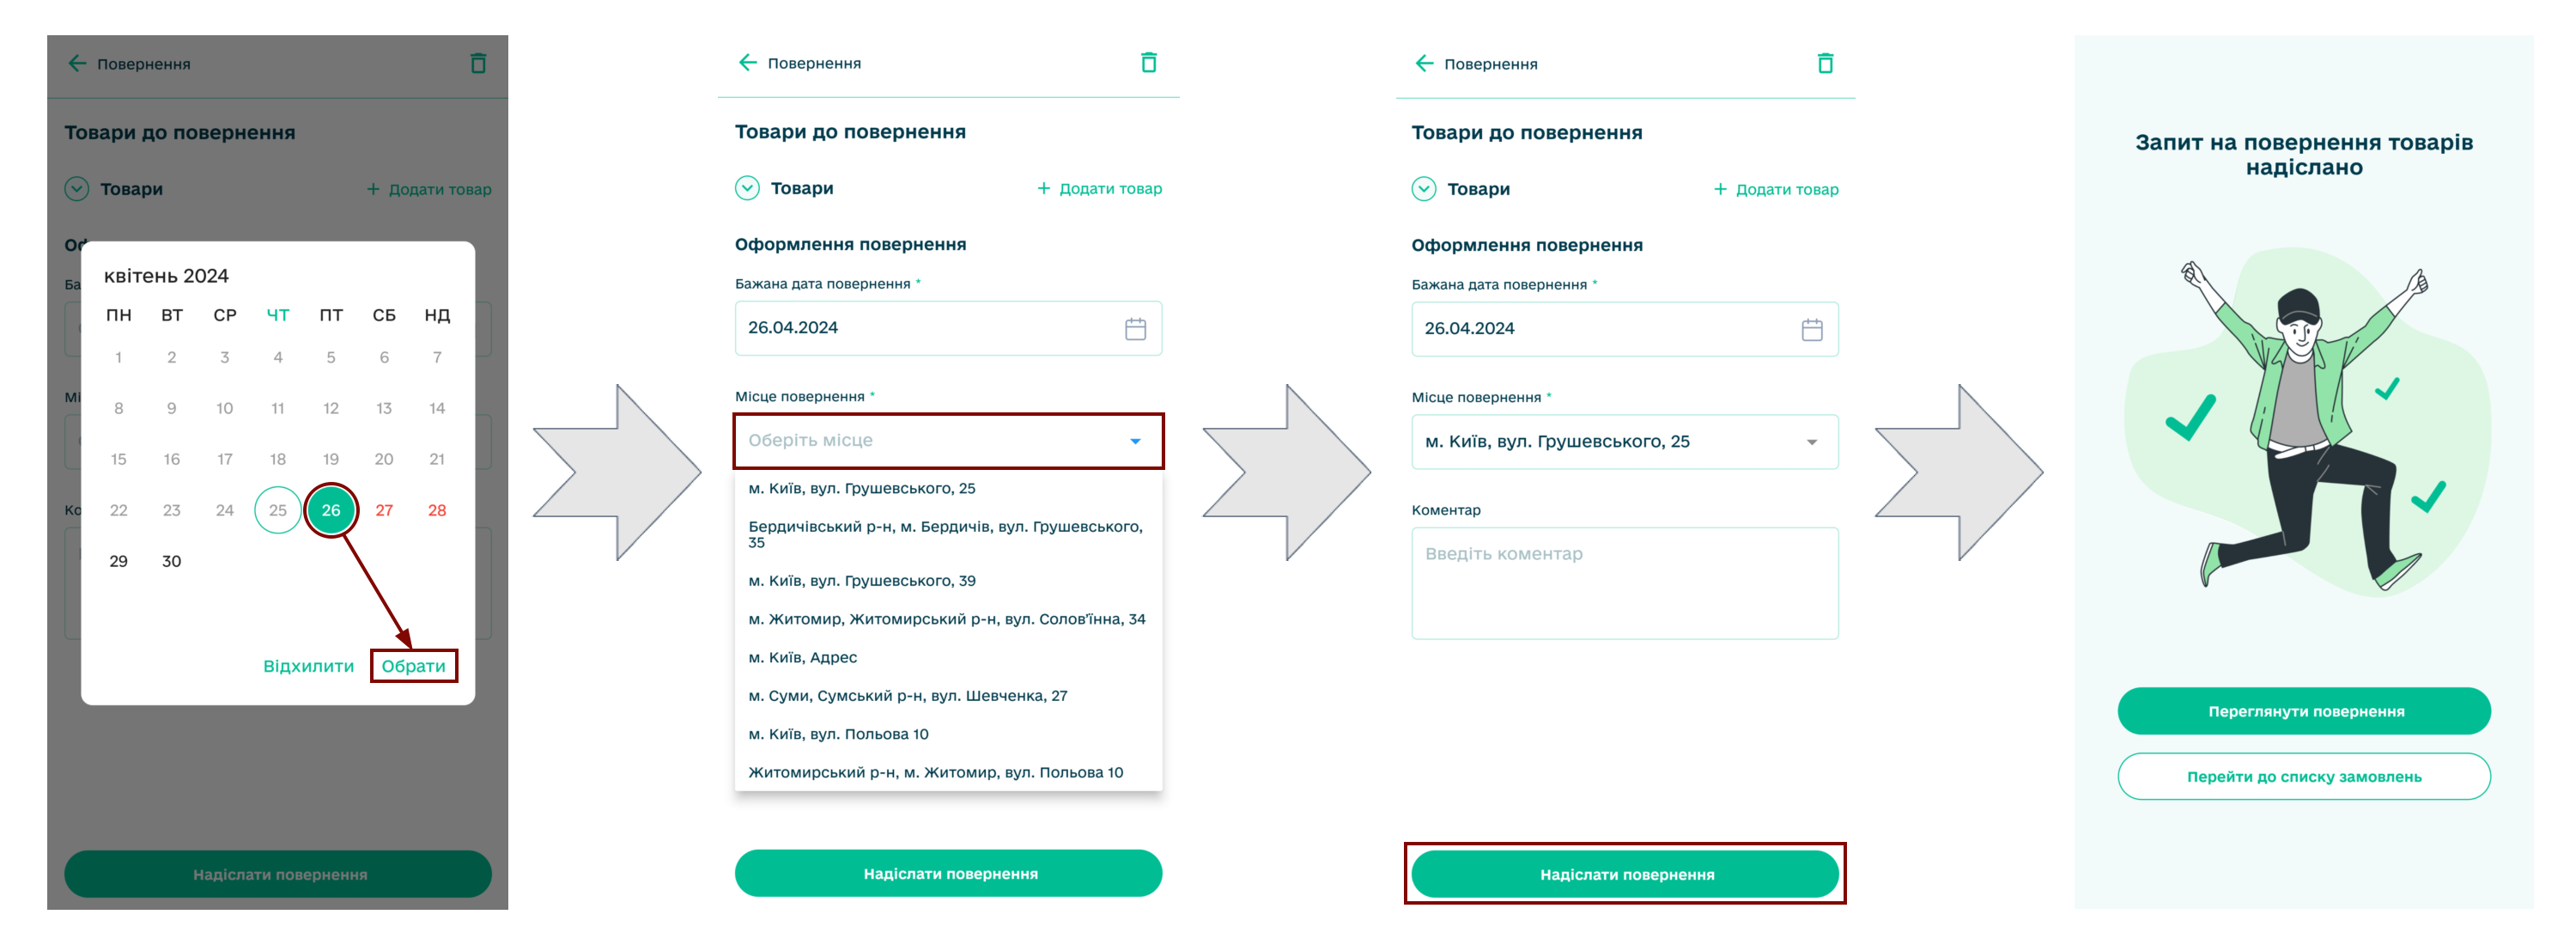 Повернення
Товари до повернення
Товари
+ Додати товар
квітень 2024
ПН ВТ СР ЧТ ПТ СБ НД
1 2 3 4 5 6 7
8 9 10 11 12 13 14
15 16 17 18 19 20 21
22 23 24 25 26 27 28
29 30
Відхилити Обрати
Надіслати повернення
Повернення
Товари до повернення
Товари
+ Додати товар
Оформлення повернення
Бажана дата повернення *
26.04.2024
Місце повернення *
Оберіть місце
м. Київ, вул. Грушевського, 25
Бердичівський р-н, м. Бердичів, вул. Грушевського,
35
м. Київ, вул. Грушевського, 39
м. Житомир, Житомирський р-н, вул. Солов'їнна, 34
м. Київ, Адрес
м. Суми, Сумський р-н, вул. Шевченка, 27
м. Київ, вул. Польова 10
Житомирський р-н, м. Житомир, вул. Польова 10
Надіслати повернення
Повернення
Товари до повернення
Товари
+ Додати товар
Оформлення повернення
Бажана дата повернення *
26.04.2024
Місце повернення *
м. Київ, вул. Грушевського, 25
Коментар
Введіть коментар
Надіслати повернення
Запит на повернення товарів
надіслано
Переглянути повернення
Перейти до списку замовлень